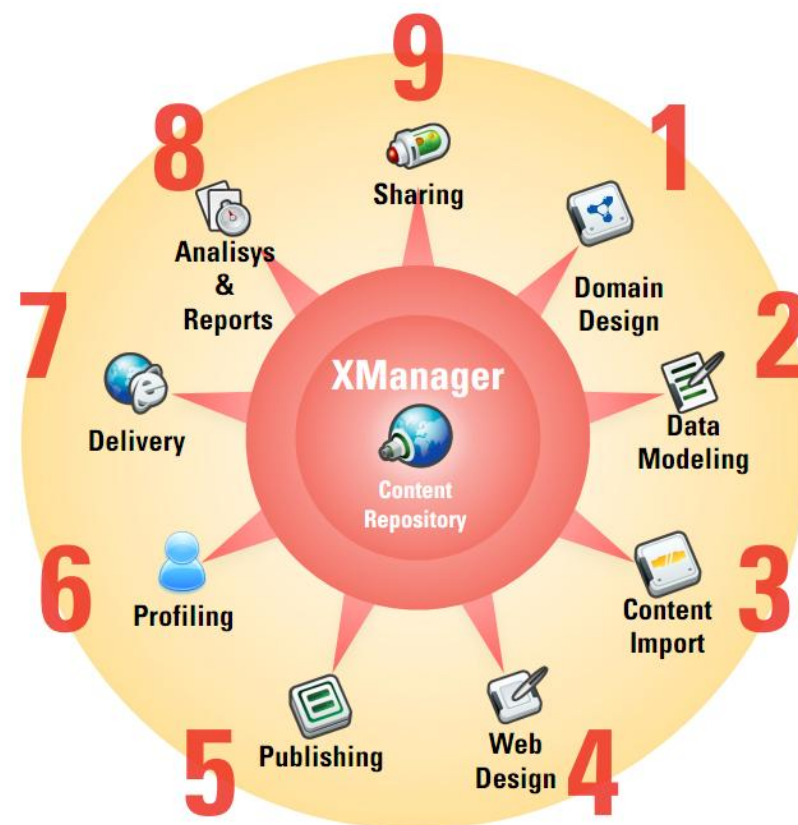 9
Sharing
1
Domain
Design
2
Data
Modeling
3
Content
Import
4
Web
Design
5
Publishing
6
Profiling
7
Delivery
8
Analisys
&
Reports
XManager
Content
Repository